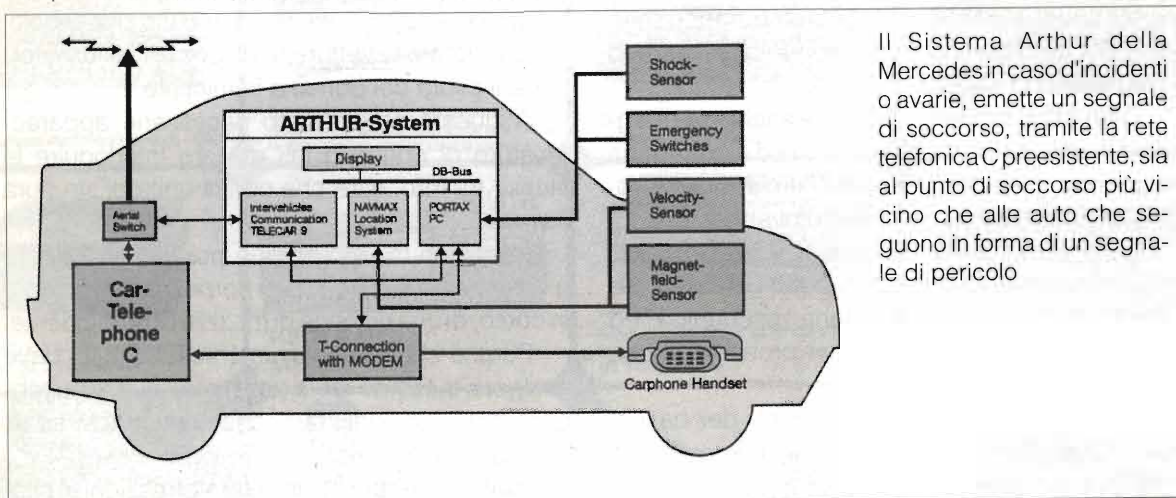 ARTHUR-System
Display
DB-Bus
Intervehicles
Communication
TELECAR 9
NAVMAX
Location
System
PORTAX
PC
Aerial
Switch
Car-
Tele-
phone
C
T-Connection
with MODEM
Shock-
Sensor
Emergency
Switches
Velocity-
Sensor
Magnet-
field-
Sensor
Carphone Handset
Il Sistema Arthur della
Mercedes in caso d'incidenti
o avarie, emette un segnale
di soccorso, tramite la rete
telefonica C preesistente, sia
al punto di soccorso più vi-
cino che alle auto che se-
guono in forma di un segna-
le di pericolo